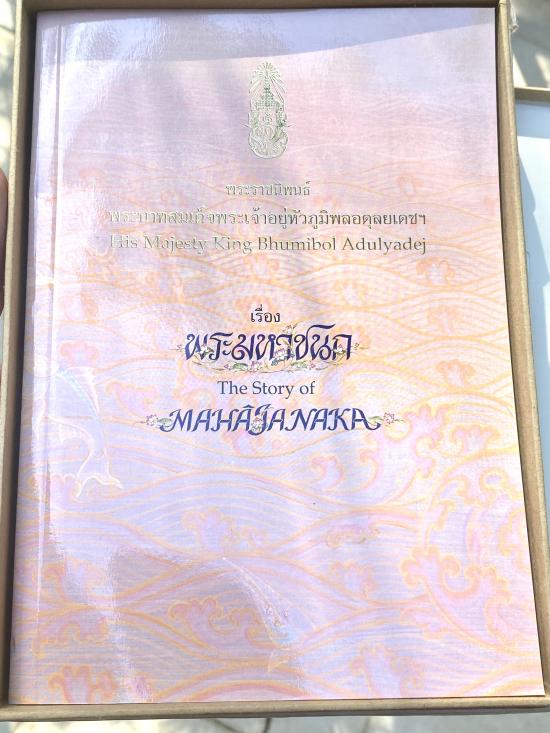 พระราชนิพนธ์
พระบาทสมเด็จพระเจ้าอยู่หัวภูมิพลอดุลยเดชฯ
His Majesty King Bhumibol Adulyadej
เรื่อง
พระมหาชนก
The Story of
MAHĀJANAKA